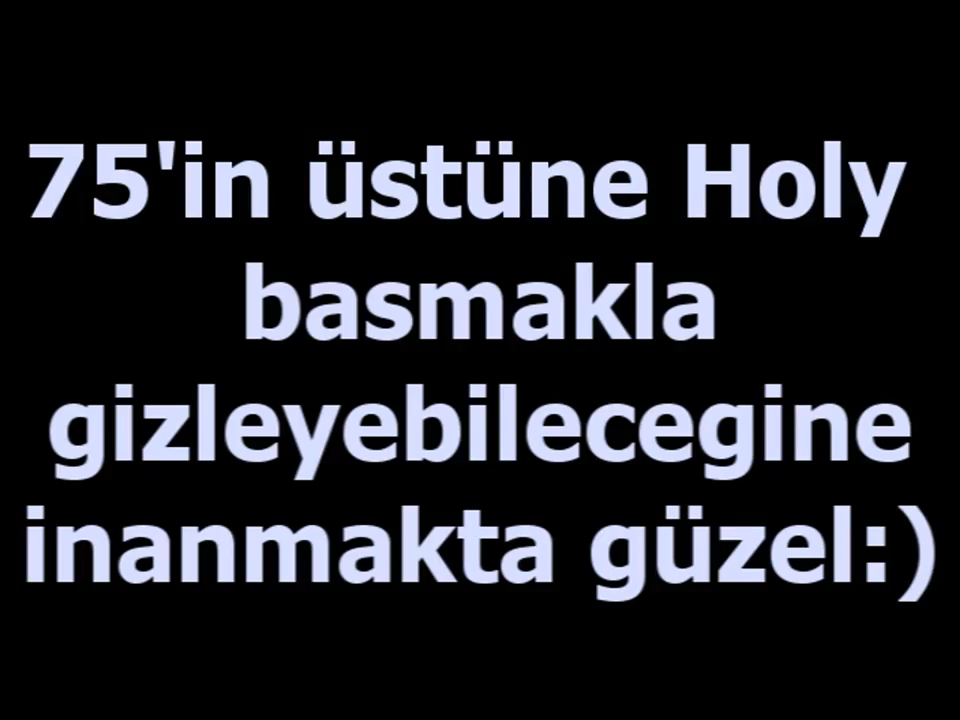 75'in üstüne Holy
basmakla
gizleyebilecegine
inanmakta güzel:)